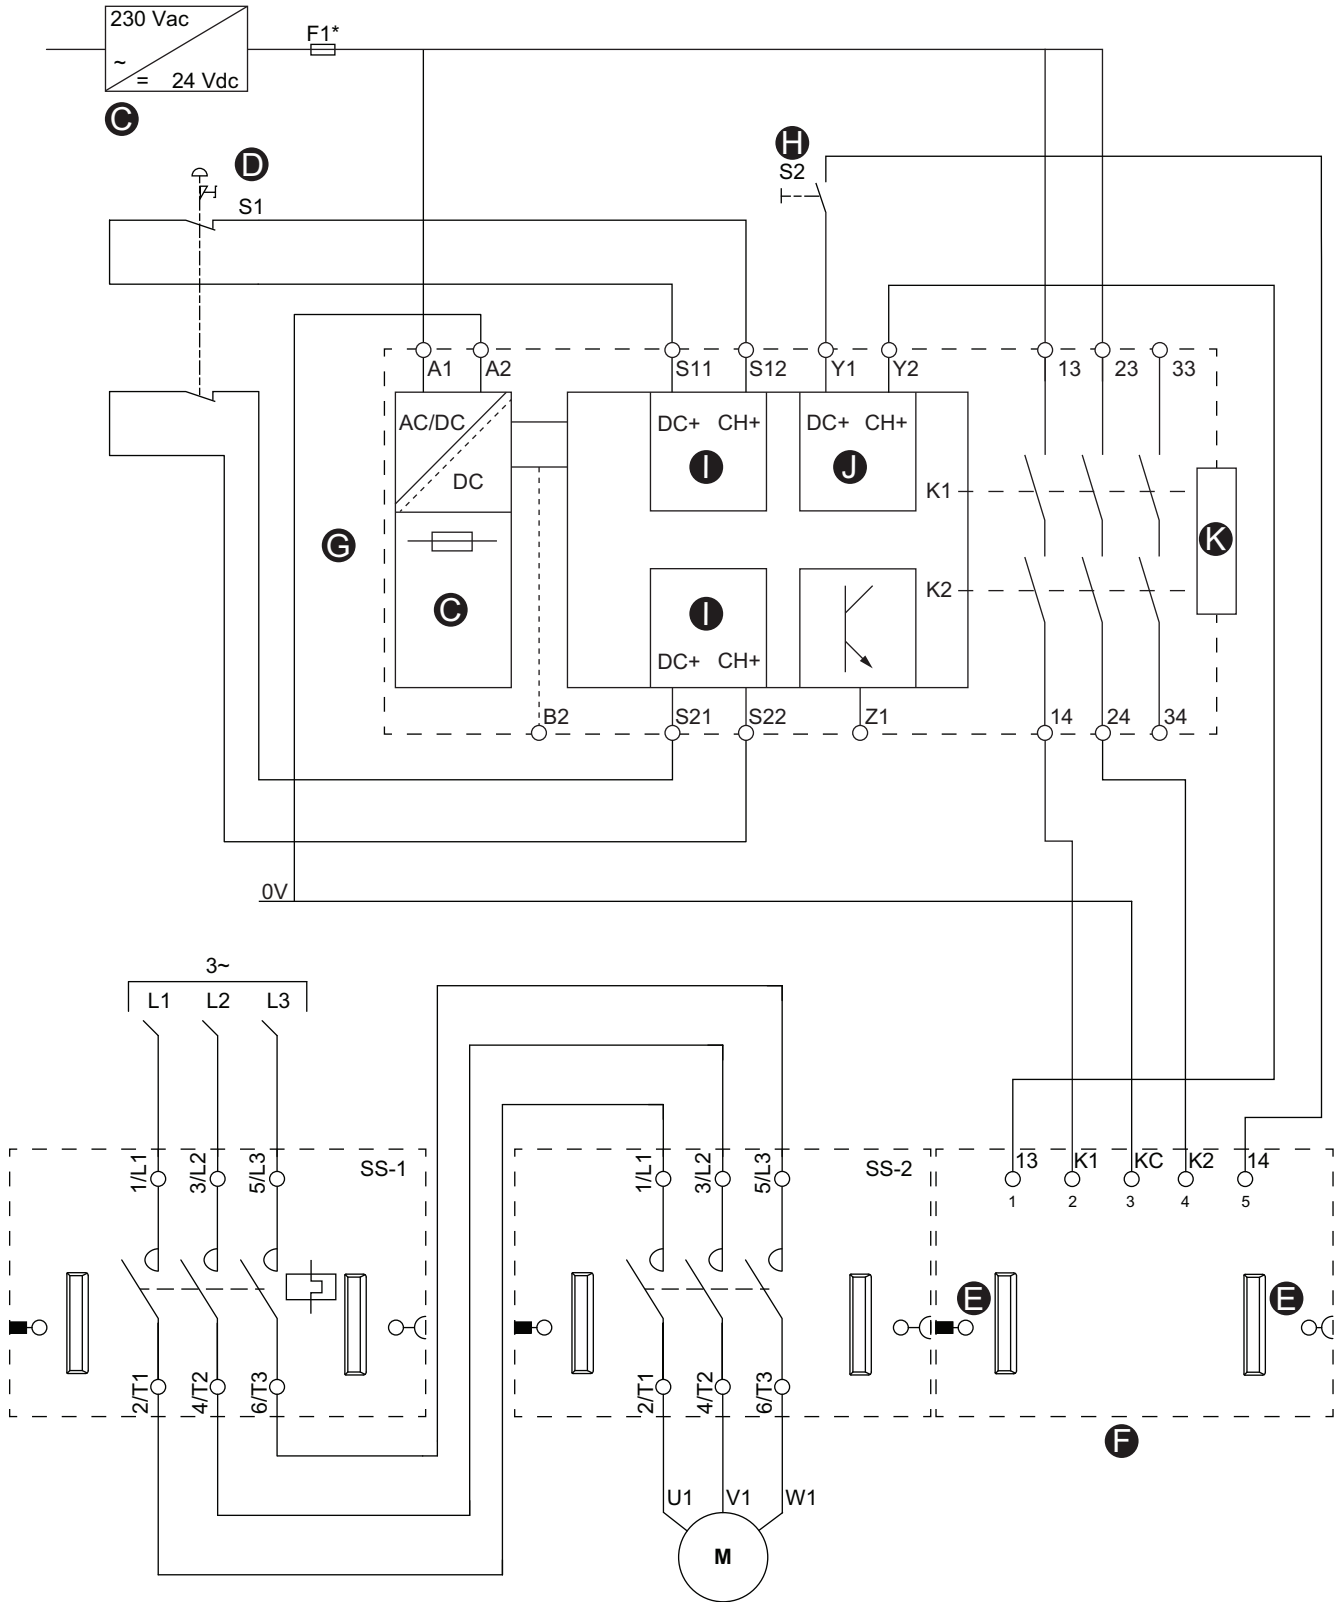 230 Vac
F1*
~
= 24 Vdc
C
D
S1
H
S2
A1 A2 S11 S12 Y1 Y2 13 23 33
AC/DC
DC
DC+ CH+
I
DC+ CH+
J
K1
G
K
K2
C
I
DC+ CH+
B2 S21 S22 Z1 14 24 34
0V
3~
L1 L2 L3
1/L1 3/L2 5/L3 SS-1
1/L1 3/L2 5/L3 SS-2
13 K1 KC K2 14
1 2 3 4 5
E E
2/T1 4/T2 6/T3
2/T1 4/T2 6/T3
F
U1 V1 W1
M